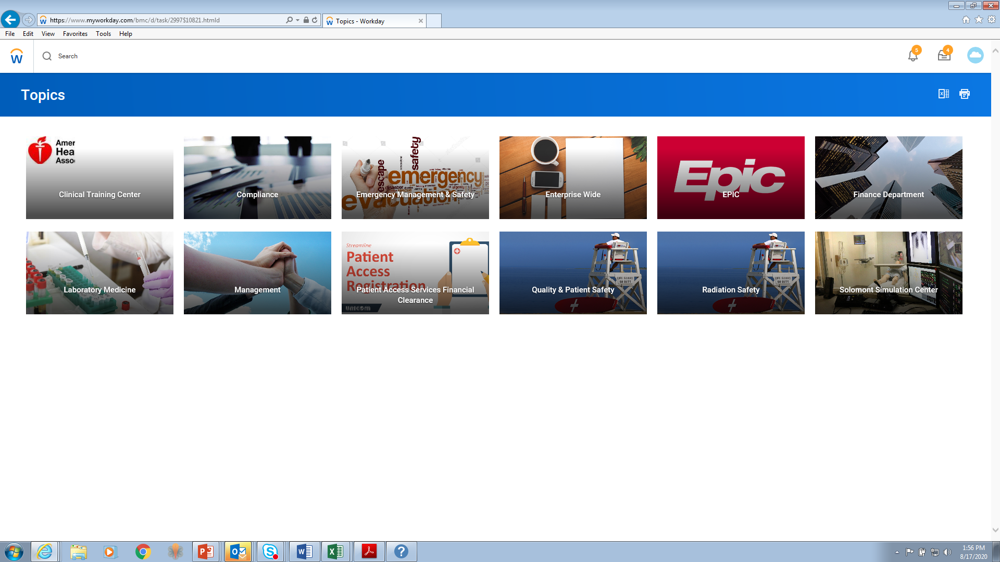 https://www.myworkday.com/bmc/d/task/2997$10821.htmld
Topics - Workday
File Edit View Favorites Tools Help
W
Search
5
4
Topics
Amer
Hea
Asso
Clinical Training Center
Compliance
safety
escape
emergency
disaster
evacuation
Emergency Management & Safety
Enterprise Wide
Epic
EPIC
Finance Department
Laboratory Medicine
Management
Streamline
Patient
Access
Registration
Patient Access Services Financial
Clearance
unicom
LIFE GUARD
ON DUTY
Quality & Patient Safety
LIFE GUARD
ON DUTY
Radiation Safety
Solomont Simulation Center
1:56 PM
8/17/2020